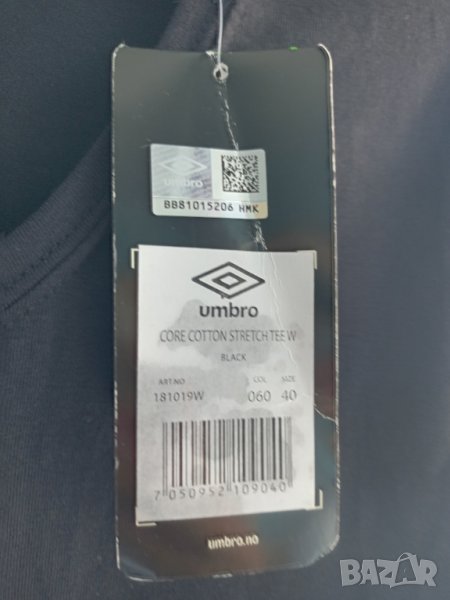 umbro
BB81015206 HMK
umbro
CORE COTTON STRETCH TEE W
BLACK
ART.NO COL SIZE
181019W 060 40
7 050952 109040
umbro.no
BAZAR